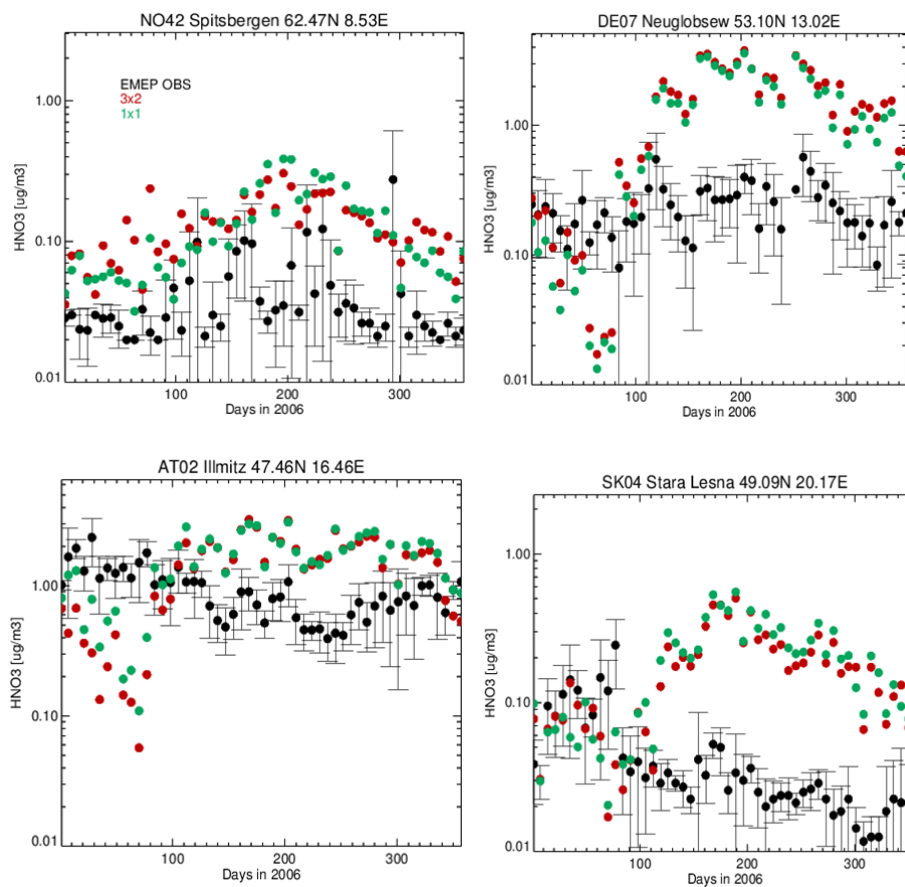 NO42 Spitsbergen 62.47N 8.53E
EMEP OBS
3x2
1x1
1.00
0.10
0.01
HNO3 [ug/m3]
100 200 300
Days in 2006
DE07 Neuglobsew 53.10N 13.02E
1.00
0.10
0.01
HNO3 [ug/m3]
100 200 300
Days in 2006
AT02 Illmitz 47.46N 16.46E
1.00
0.10
0.01
HNO3 [ug/m3]
100 200 300
Days in 2006
SK04 Stara Lesna 49.09N 20.17E
1.00
0.10
0.01
HNO3 [ug/m3]
100 200 300
Days in 2006